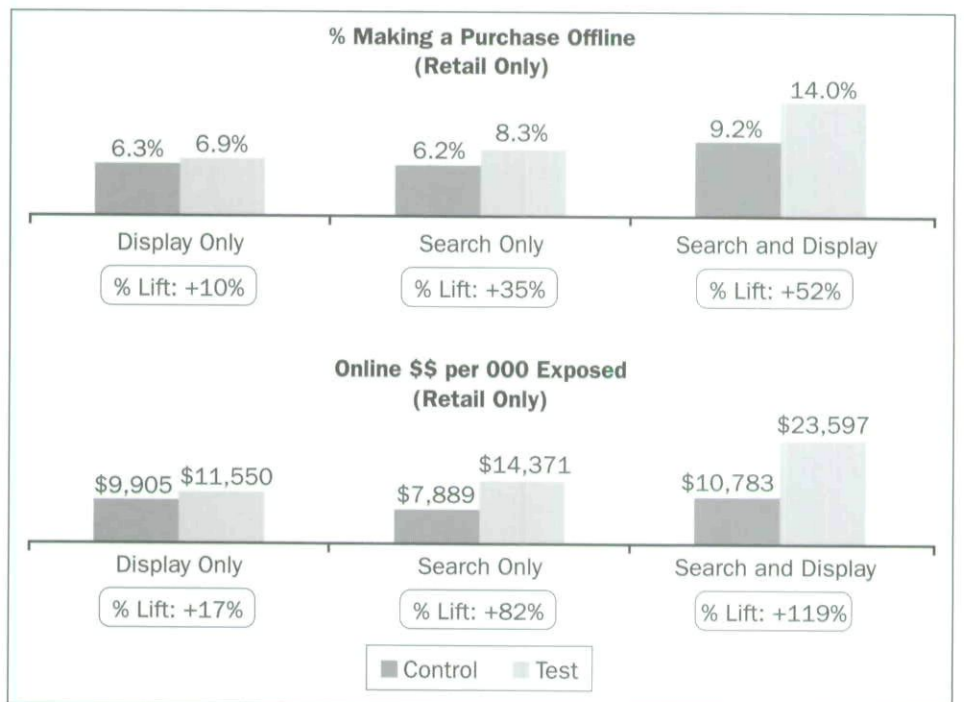 % Making a Purchase Offline
(Retail Only)
6.3% 6.9% 6.2% 8.3% 9.2% 14.0%
Display Only Search Only Search and Display
% Lift: +10% % Lift: +35% % Lift: +52%
Online $$ per 000 Exposed
(Retail Only)
$9,905 $11,550 $7,889 $14,371 $10,783 $23,597
Display Only Search Only Search and Display
% Lift: +17% % Lift: +82% % Lift: +119%
Control Test